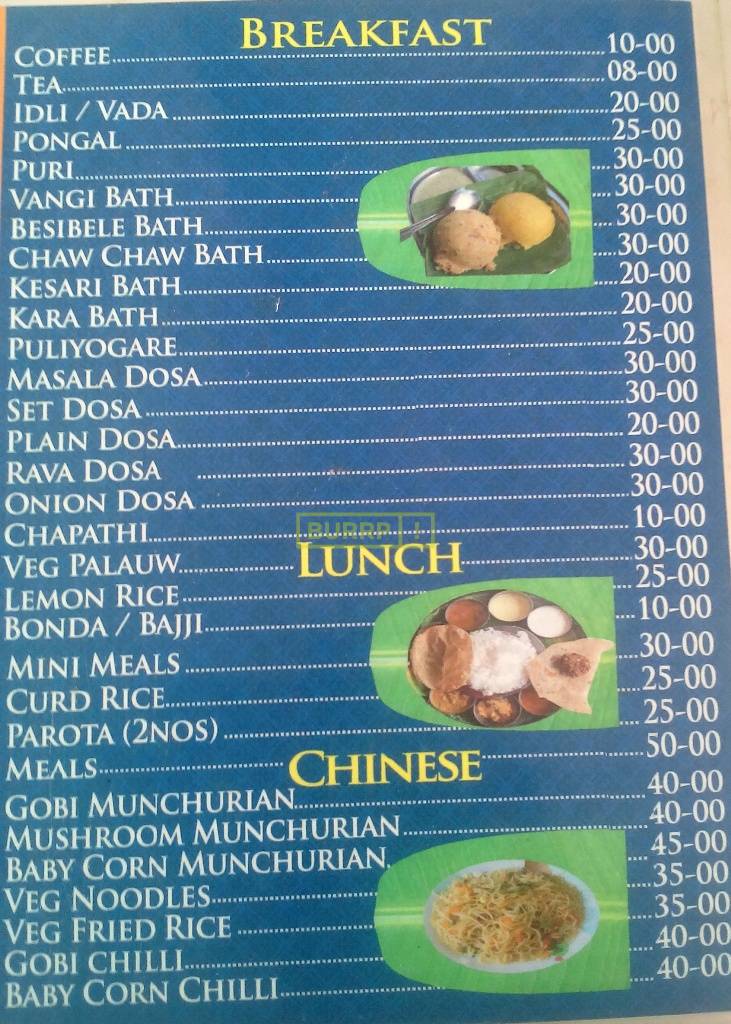 BREAKFAST
COFFEE 10-00
TEA 08-00
IDLI / VADA 20-00
PONGAL 25-00
PURI 30-00
VANGI BATH 30-00
BESIBELE BATH 30-00
CHAW CHAW BATH 30-00
KESARI BATH 20-00
KARA BATH 20-00
PULIYOGARE 25-00
MASALA DOSA 30-00
SET DOSA 30-00
PLAIN DOSA 20-00
RAVA DOSA 30-00
ONION DOSA 30-00
CHAPATHI 10-00
BURRP !
LUNCH
VEG PALAUW 30-00
LEMON RICE 25-00
BONDA / BAJJI 10-00
MINI MEALS 30-00
CURD RICE 25-00
PAROTA (2NOS) 25-00
MEALS 50-00
CHINESE
GOBI MUNCHURIAN 40-00
MUSHROOM MUNCHURIAN 40-00
BABY CORN MUNCHURIAN 45-00
VEG NOODLES 35-00
VEG FRIED RICE 35-00
GOBI CHILLI 40-00
BABY CORN CHILLI 40-00